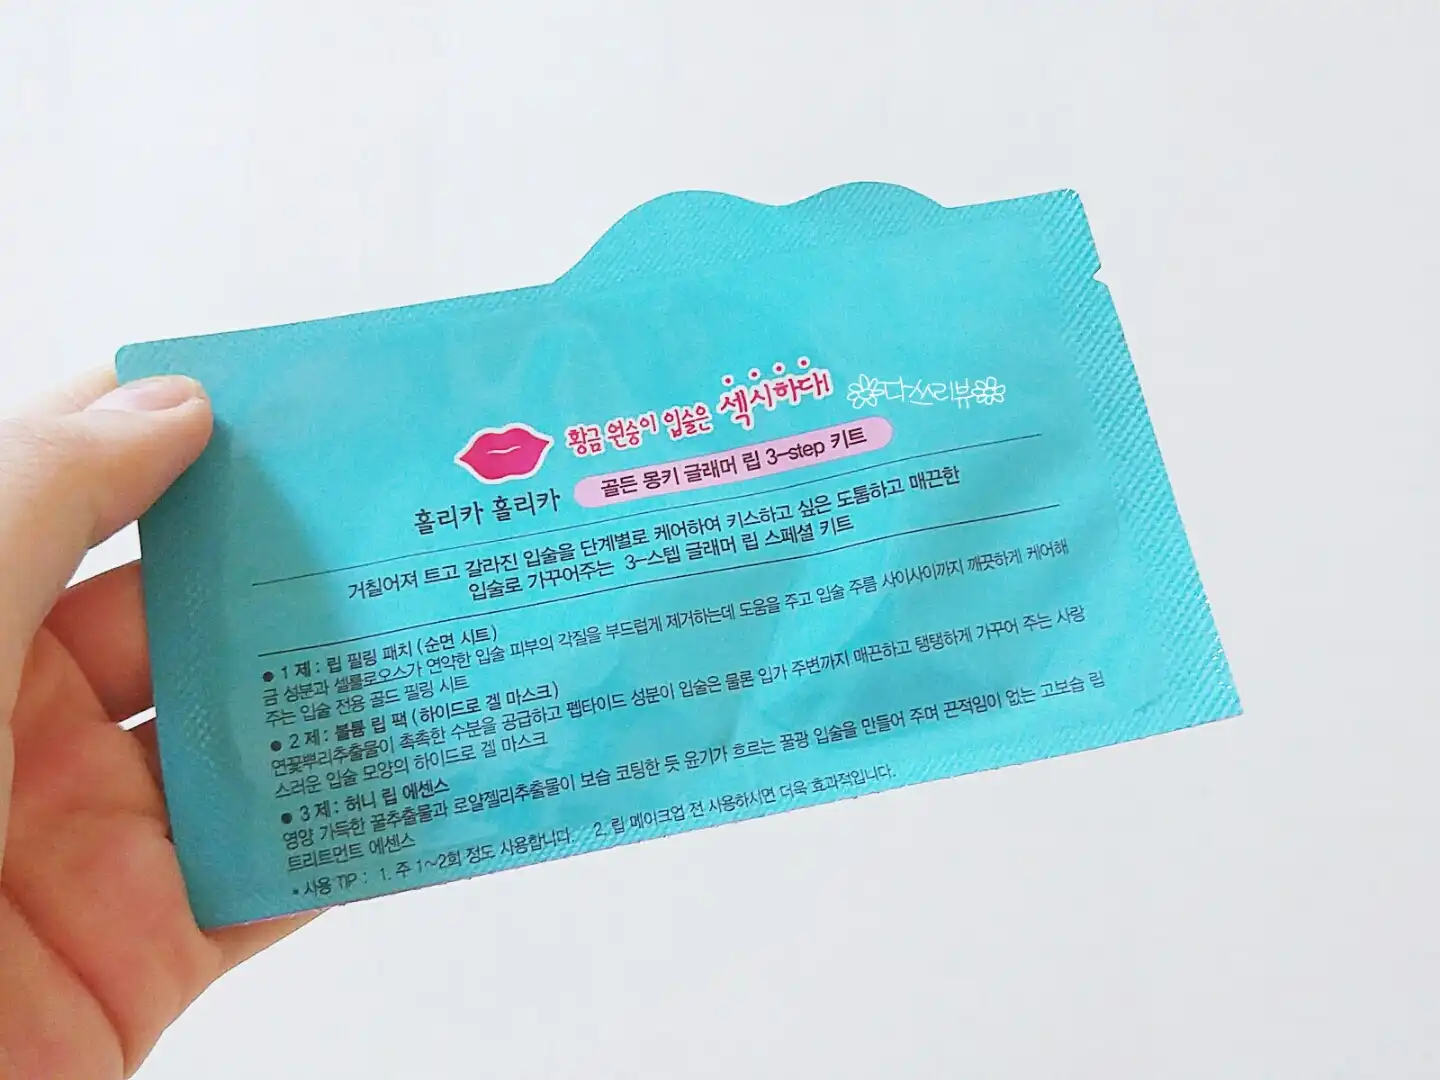 황금 원숭이 입술은 섹시하다!
❀다쓰리뷰❀
홀리카 홀리카
골든 몽키 글래머 립 3-step 키트
거칠어져 트고 갈라진 입술을 단계별로 케어하여 키스하고 싶은 도톰하고 매끈한
입술로 가꾸어주는 3-스텝 글래머 립 스페셜 키트
● 1 제 : 립 필링 패치 (순면 시트)
금 성분과 셀룰로오스가 연약한 입술 피부의 각질을 부드럽게 제거하는데 도움을 주고 입술 주름 사이사이까지 깨끗하게 케어해
주는 입술 전용 골드 필링 시트
● 2 제 : 볼륨 립 팩 (하이드로 겔 마스크)
연꽃뿌리추출물이 촉촉한 수분을 공급하고 펩타이드 성분이 입술은 물론 입가 주변까지 매끈하고 탱탱하게 가꾸어 주는 사랑
스러운 입술 모양의 하이드로 겔 마스크
● 3 제 : 허니 립 에센스
영양 가득한 꿀추출물과 로얄젤리추출물이 보습 코팅한 듯 윤기가 흐르는 꿀광 입술을 만들어 주며 끈적임이 없는 고보습 립
트리트먼트 에센스
* 사용 TIP : 1. 주 1~2회 정도 사용합니다. 2. 립 메이크업 전 사용하시면 더욱 효과적입니다.